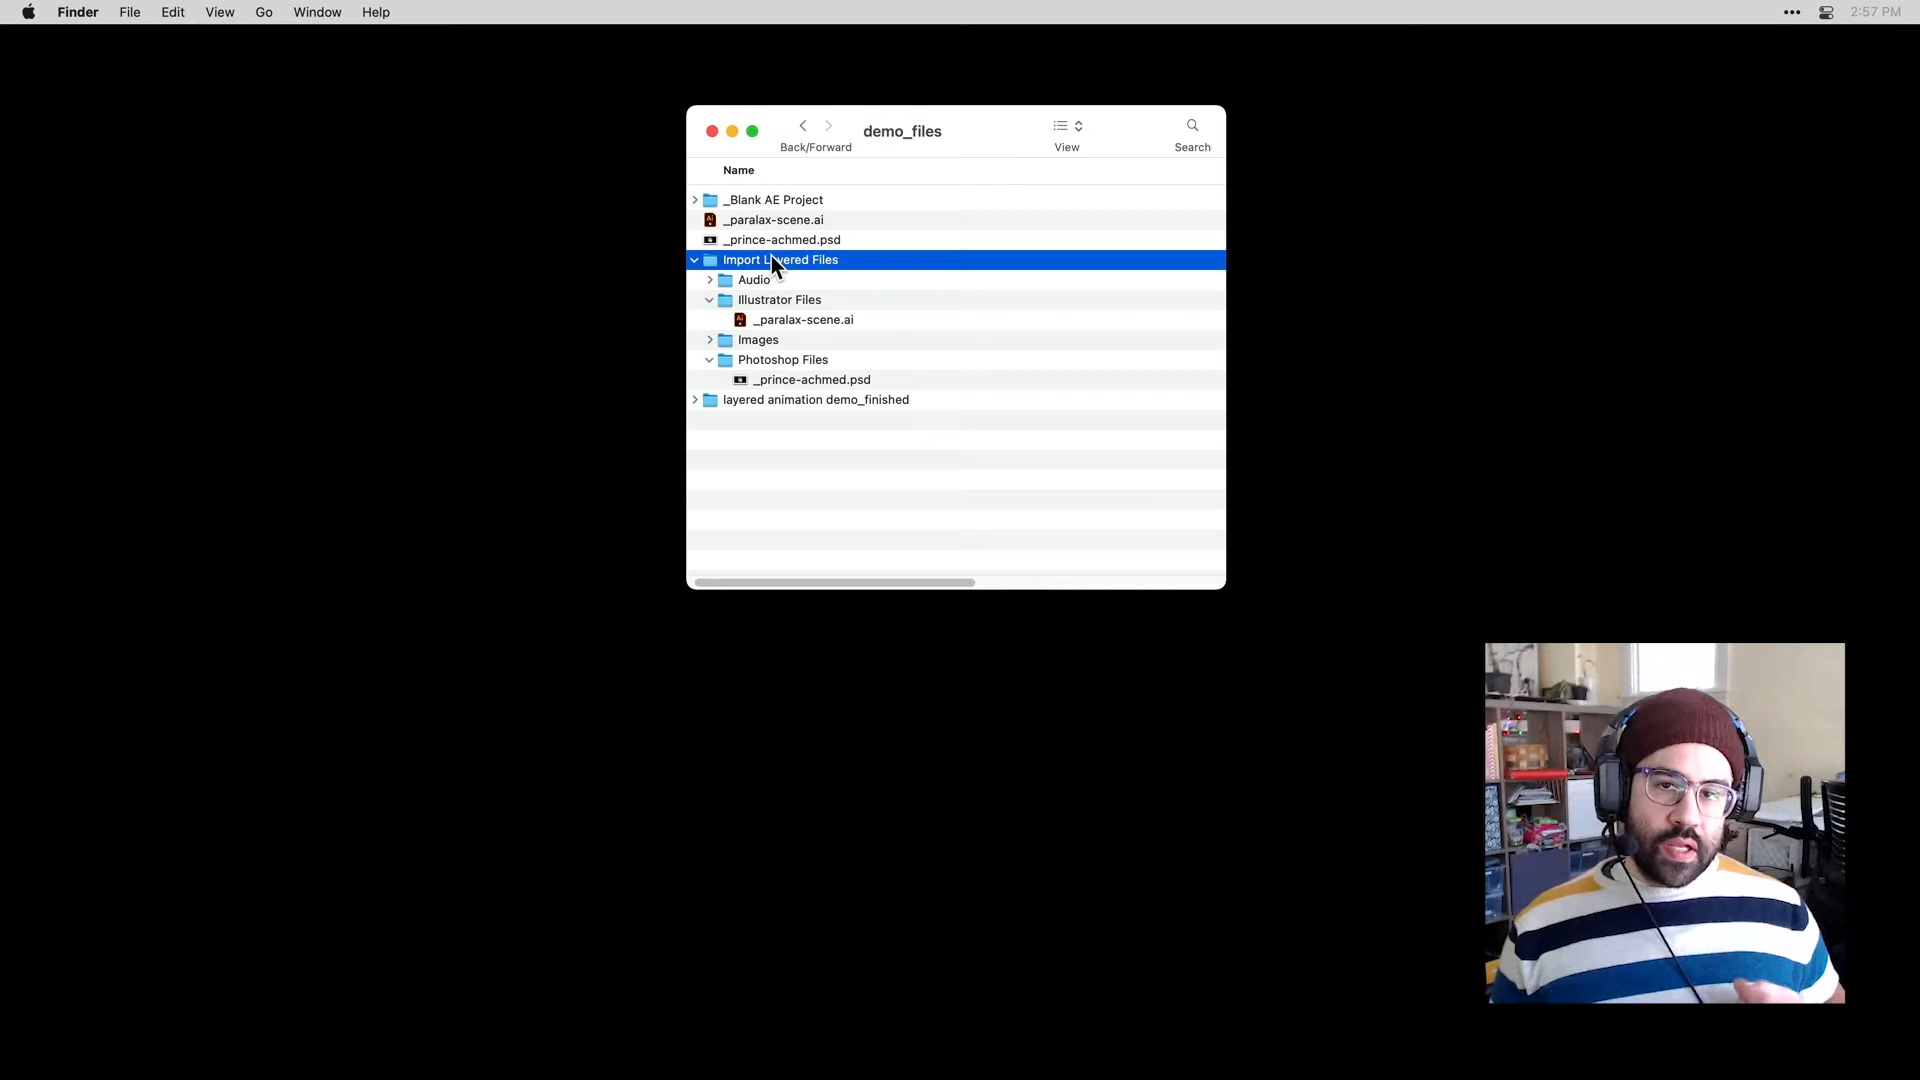 Finder File Edit View Go Window Help 2:57 PM
demo_files
Back/Forward View Search
Name
_Blank AE Project
_paralax-scene.ai
_prince-achmed.psd
Import Layered Files
Audio
Illustrator Files
_paralax-scene.ai
Images
Photoshop Files
_prince-achmed.psd
layered animation demo_finished